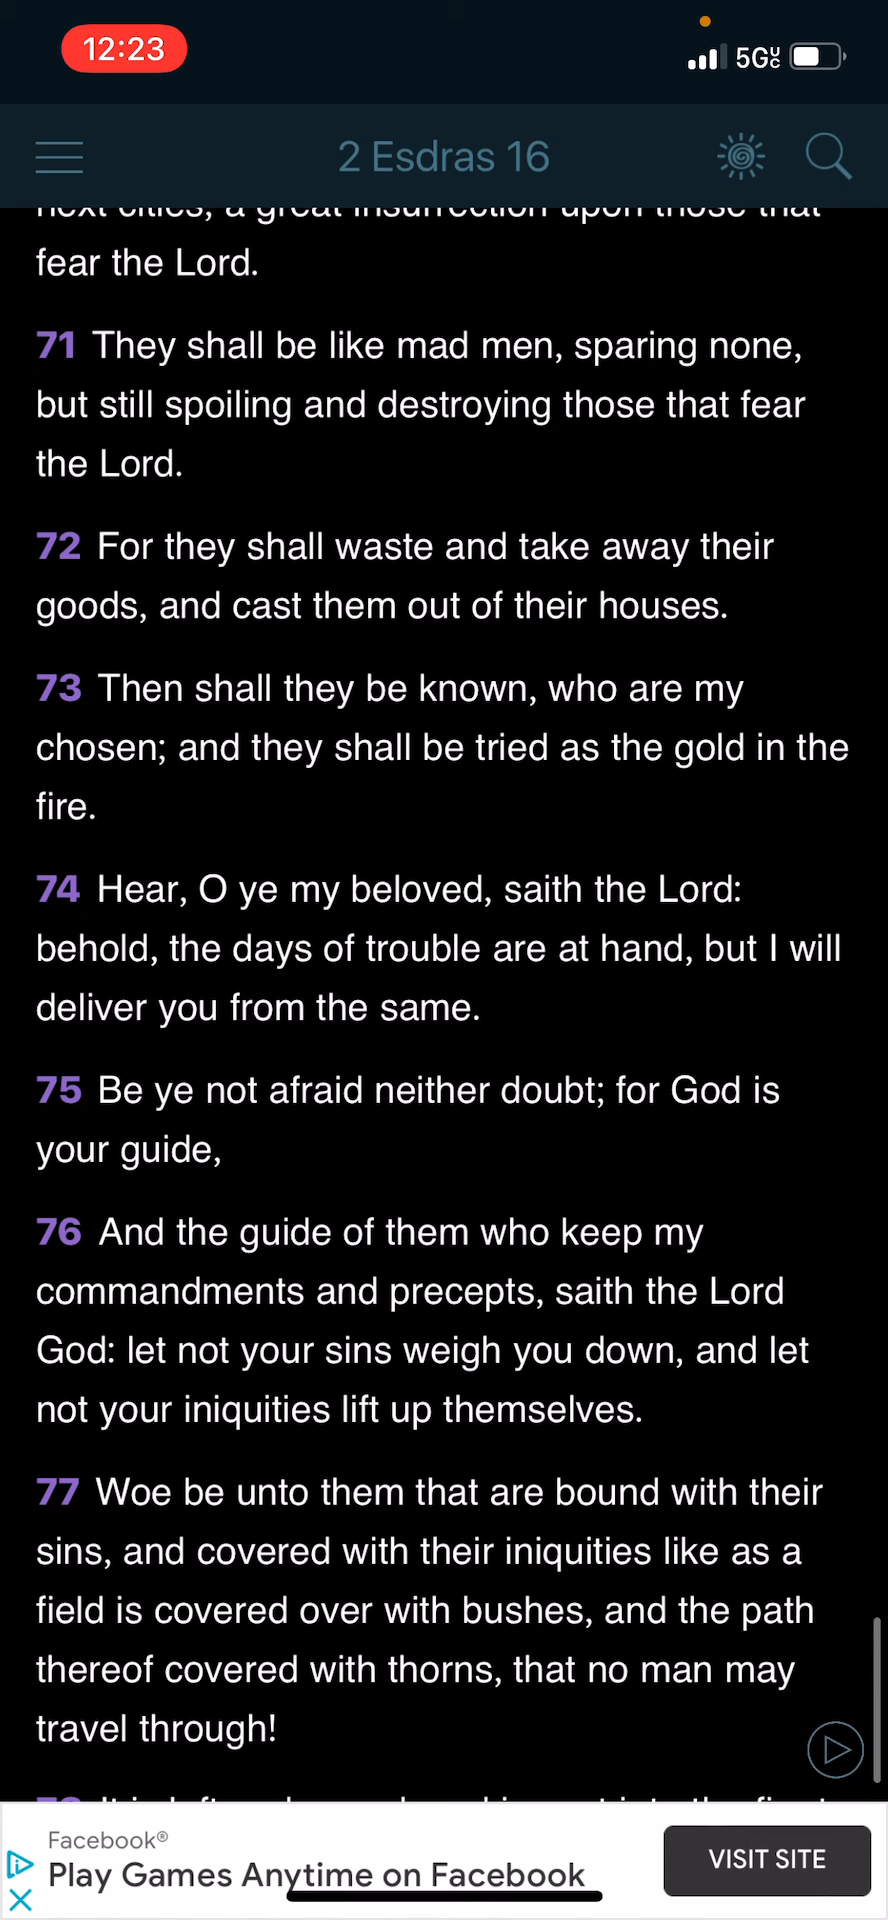 12:23
5G
2 Esdras 16
next cities, a great insurrection upon those that
fear the Lord.
71 They shall be like mad men, sparing none,
but still spoiling and destroying those that fear
the Lord.
72 For they shall waste and take away their
goods, and cast them out of their houses.
73 Then shall they be known, who are my
chosen; and they shall be tried as the gold in the
fire.
74 Hear, O ye my beloved, saith the Lord:
behold, the days of trouble are at hand, but I will
deliver you from the same.
75 Be ye not afraid neither doubt; for God is
your guide,
76 And the guide of them who keep my
commandments and precepts, saith the Lord
God: let not your sins weigh you down, and let
not your iniquities lift up themselves.
77 Woe be unto them that are bound with their
sins, and covered with their iniquities like as a
field is covered over with bushes, and the path
thereof covered with thorns, that no man may
travel through!
Facebook®
Play Games Anytime on Facebook
VISIT SITE